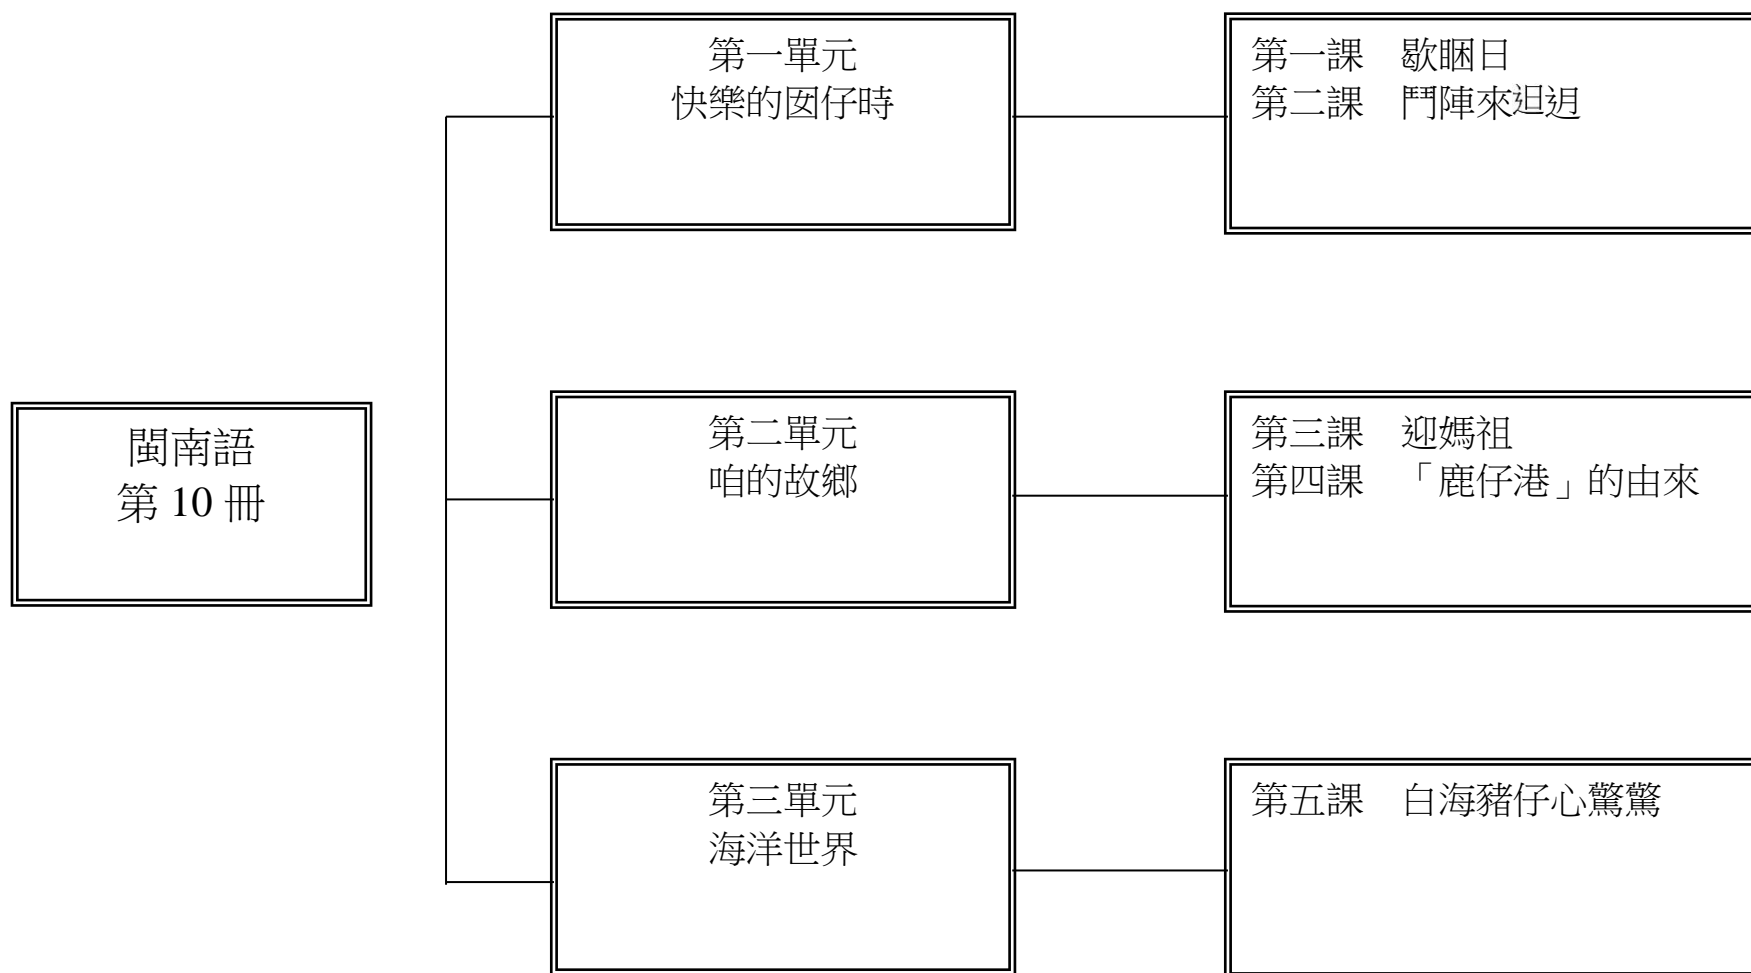 閩南語
第 10 冊
第一單元
快樂的囡仔時
第一課　歇睏日
第二課　鬥陣來𨑨迌
第二單元
咱的故鄉
第三課　迎媽祖
第四課　「鹿仔港」的由來
第三單元
海洋世界
第五課　白海豬仔心驚驚